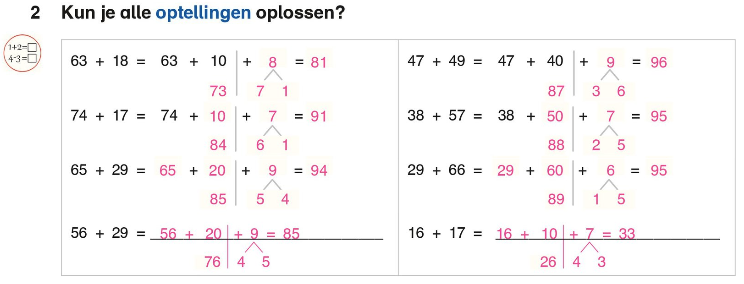 2 Kun je alle optellingen oplossen?
1+2=
4-3=
63 + 18 = 63 + 10 + 8 = 81
73 7 1
74 + 17 = 74 + 10 + 7 = 91
84 6 1
65 + 29 = 65 + 20 + 9 = 94
85 5 4
56 + 29 = 56 + 20 + 9 = 85
76 4 5
47 + 49 = 47 + 40 + 9 = 96
87 3 6
38 + 57 = 38 + 50 + 7 = 95
88 2 5
29 + 66 = 29 + 60 + 6 = 95
89 1 5
16 + 17 = 16 + 10 + 7 = 33
26 4 3